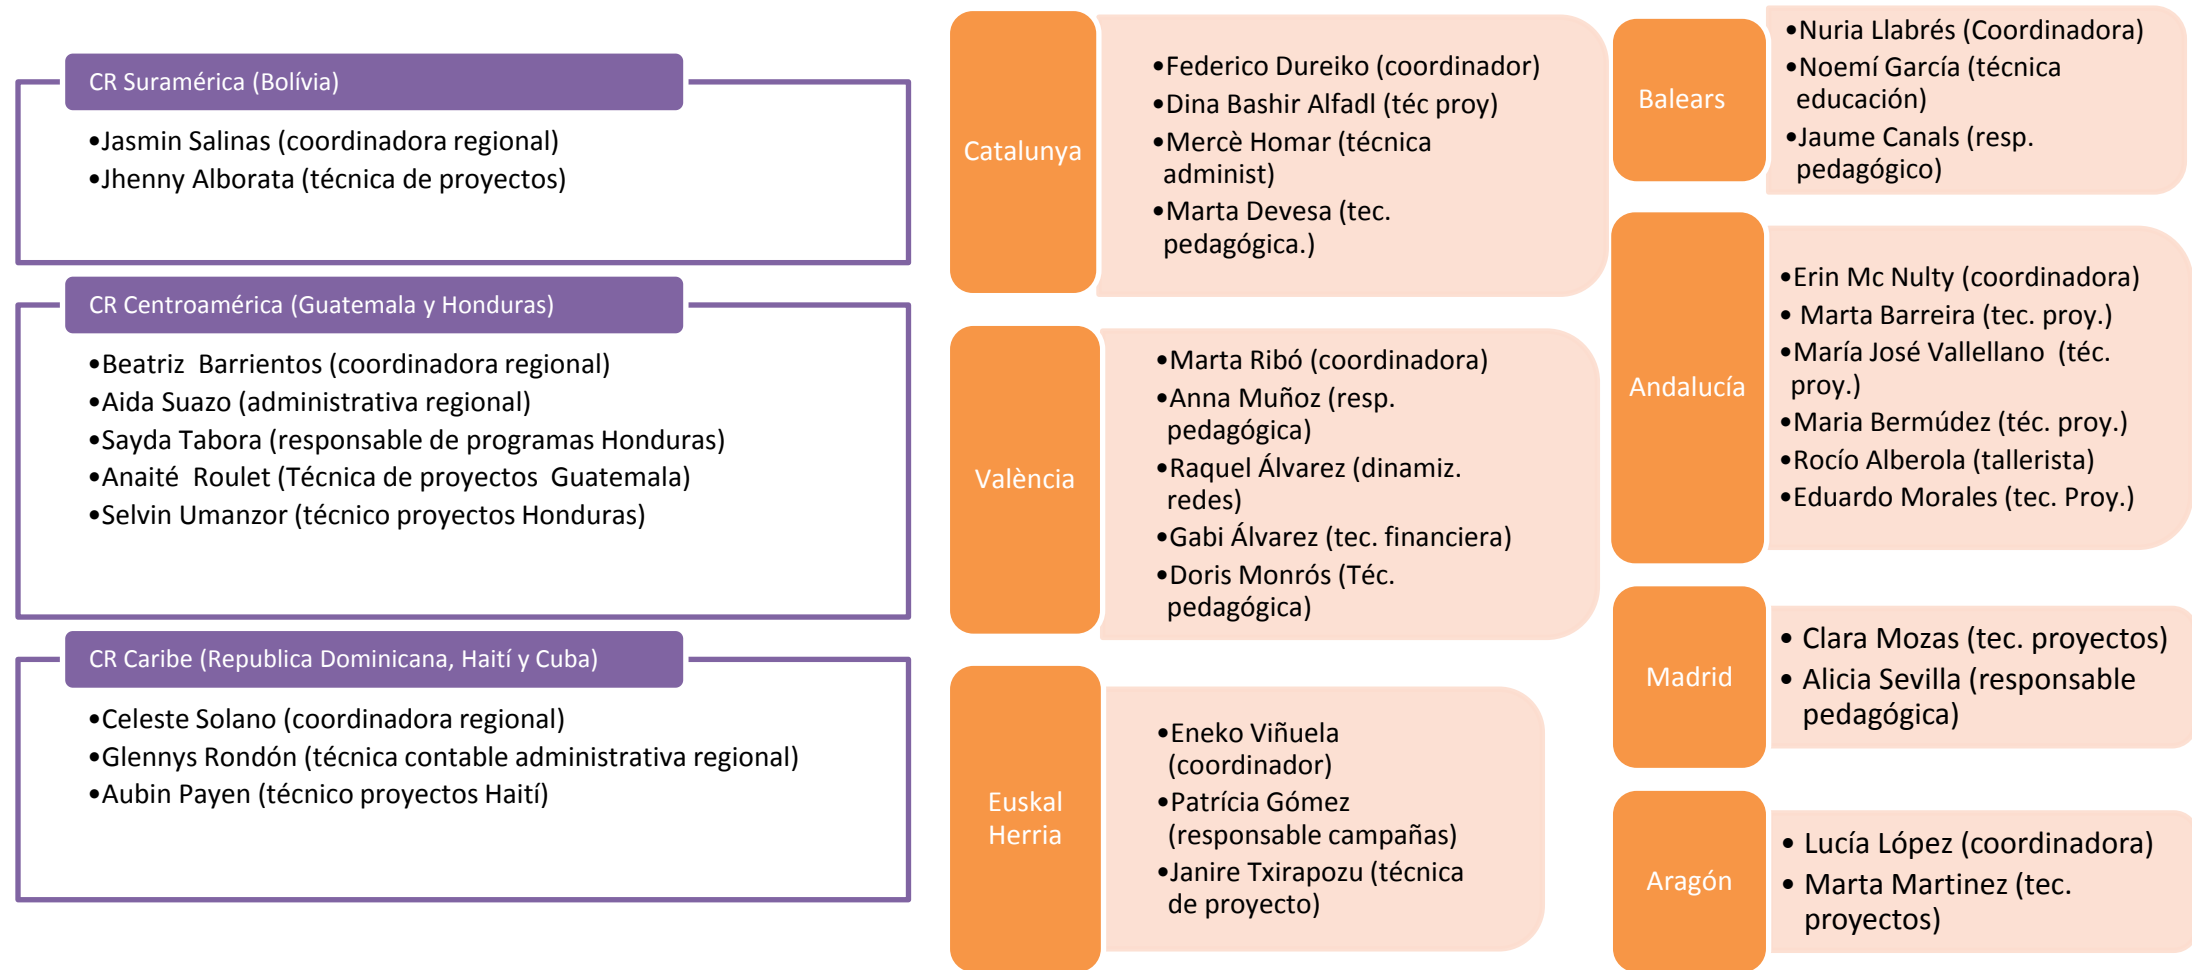 CR Suramérica (Bolívia)
•Jasmin Salinas (coordinadora regional)
•Jhenny Alborata (técnica de proyectos)
CR Centroamérica (Guatemala y Honduras)
•Beatriz Barrientos (coordinadora regional)
•Aida Suazo (administrativa regional)
•Sayda Tabora (responsable de programas Honduras)
•Anaité Roulet (Técnica de proyectos Guatemala)
•Selvin Umanzor (técnico proyectos Honduras)
CR Caribe (Republica Dominicana, Haití y Cuba)
•Celeste Solano (coordinadora regional)
•Glennys Rondón (técnica contable administrativa regional)
•Aubin Payen (técnico proyectos Haití)
Catalunya
•Federico Dureiko (coordinador)
•Dina Bashir Alfadl (téc proy)
•Mercè Homar (técnica
administ)
•Marta Devesa (tec.
pedagógica.)
València
•Marta Ribó (coordinadora)
•Anna Muñoz (resp.
pedagógica)
•Raquel Álvarez (dinamiz.
redes)
•Gabi Álvarez (tec. financiera)
•Doris Monrós (Téc.
pedagógica)
Euskal
Herria
•Eneko Viñuela
(coordinador)
•Patrícia Gómez
(responsable campañas)
•Janire Txirapozu (técnica
de proyecto)
Balears
•Nuria Llabrés (Coordinadora)
•Noemí García (técnica
educación)
•Jaume Canals (resp.
pedagógico)
Andalucía
•Erin Mc Nulty (coordinadora)
• Marta Barreira (tec. proy.)
•María José Vallellano (téc.
proy.)
•Maria Bermúdez (téc. proy.)
•Rocío Alberola (tallerista)
•Eduardo Morales (tec. Proy.)
Madrid
• Clara Mozas (tec. proyectos)
• Alicia Sevilla (responsable
pedagógica)
Aragón
• Lucía López (coordinadora)
• Marta Martinez (tec.
proyectos)